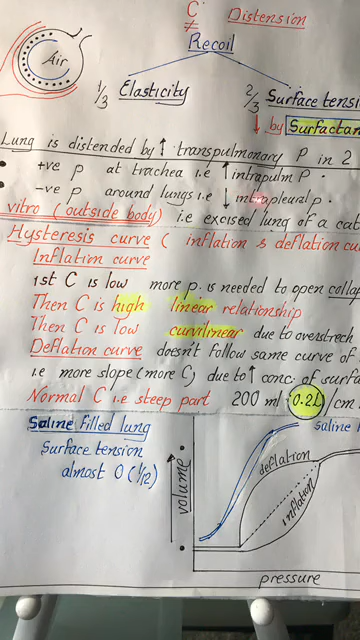 C ≠ Distension
Recoil
Air
1/3 Elasticity
2/3 Surface tensi
↓ by Surfactan
Lung is distended by ↑ transpulmonary P in 2
• +ve p at trachea i.e ↑ intrapulm P.
• -ve p around lungs i.e ↓ intrapleural p.
vitro (outside body) i.e excised lung of a cat
Hysteresis curve ( inflation & deflation cu
Inflation curve
1st C is low more p. is needed to open collap
Then C is high linear relationship
Then C is low curvilinear due to overstrech
Deflation curve doesn't follow same curve of
i.e more slope (more C) due to ↑ conc. of surfa
Normal C i.e steep part 200 ml 0.2L / cm
Saline filled lung
Surface tension
almost 0 (1/12)
Saline
deflation
inflation
volume
pressure